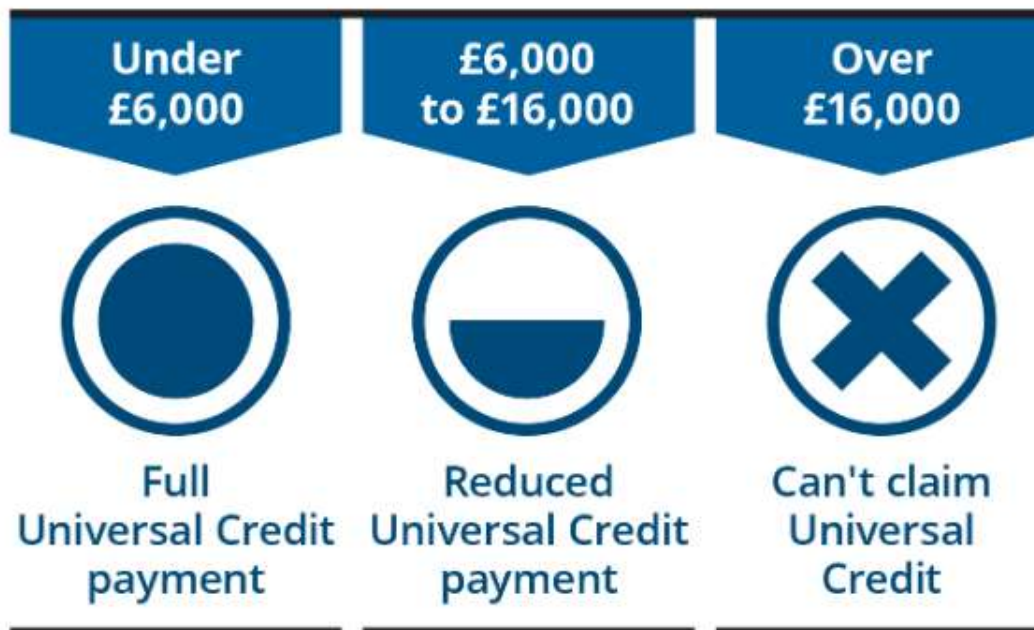 Under
£6,000
£6,000
to £16,000
Over
£16,000
Full
Universal Credit
payment
Reduced
Universal Credit
payment
Can't claim
Universal
Credit